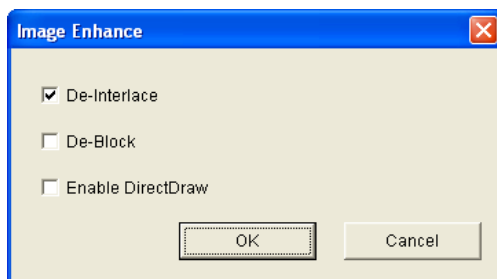 Image Enhance
De-Interlace
De-Block
Enable DirectDraw
OK Cancel